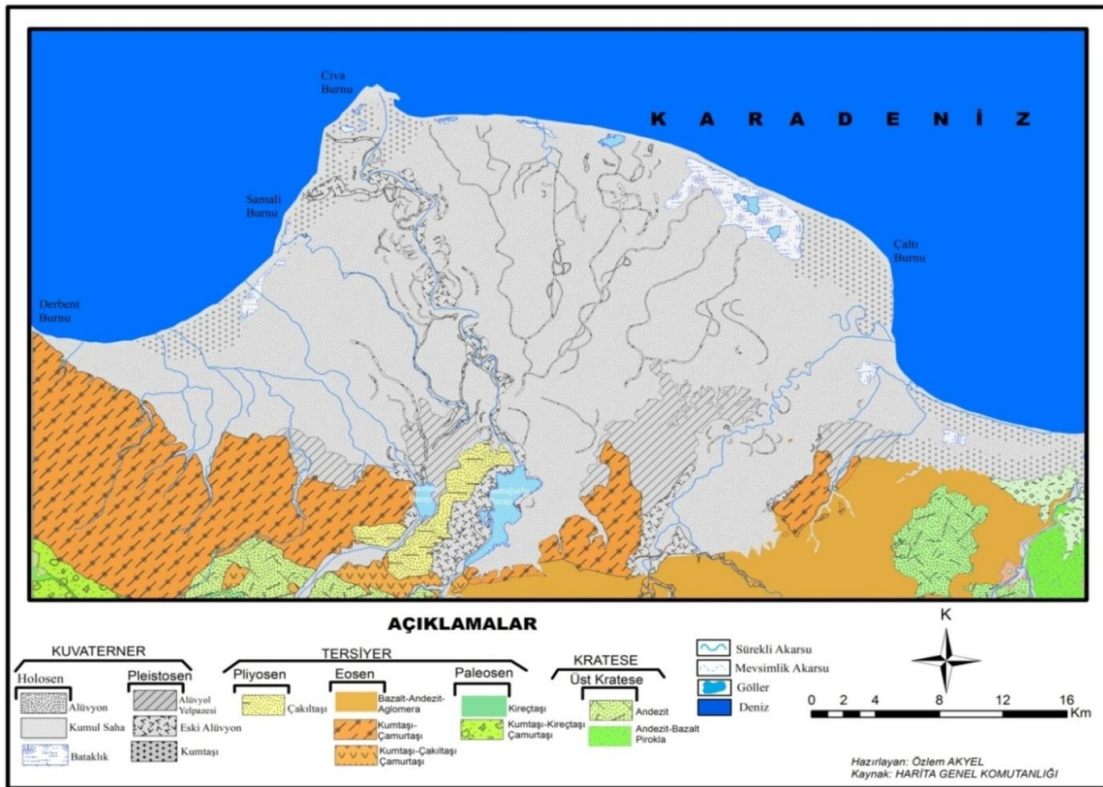 Civa
Burnu
K A R A D E N İ Z
Samali
Burnu
Çaltı
Burnu
Derbent
Burnu
AÇIKLAMALAR
KUVATERNER
Holosen
Alüvyon
Kumul Saha
Bataklık
Pleistosen
Alüvyol
Yelpazesi
Eski Alüvyon
Kumtaşı
TERSİYER
Pliyosen
Çakıltaşı
Eosen
Bazalt-Andezit-
Aglomera
Kumtaşı-
Çamurtaşı
Kumtaşı-Çakıltaşı
Çamurtaşı
Paleosen
Kireçtaşı
Kumtaşı-Kireçtaşı
Çamurtaşı
KRATESE
Üst Kratese
Andezit
Andezit-Bazalt
Pirokla
Sürekli Akarsu
Mevsimlik Akarsu
Göller
Deniz
K
0 2 4 8 12 16
Km
Hazırlayan: Özlem AKYEL
Kaynak: HARİTA GENEL KOMUTANLIĞI